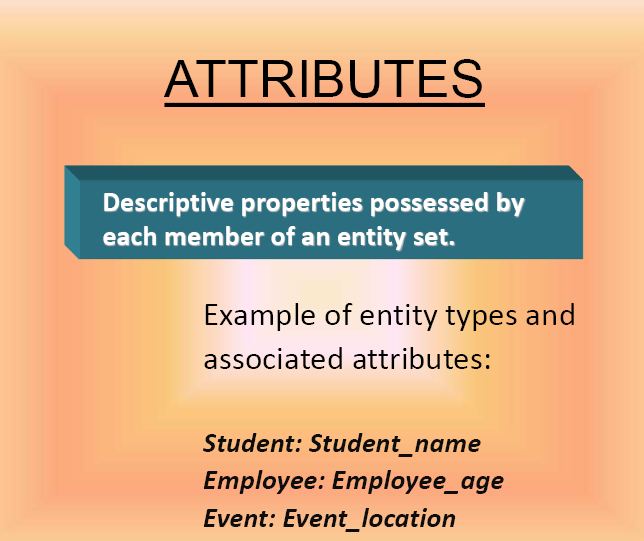 ATTRIBUTES
Descriptive properties possessed by
each member of an entity set.
Example of entity types and
associated attributes:
Student: Student_name
Employee: Employee_age
Event: Event_location